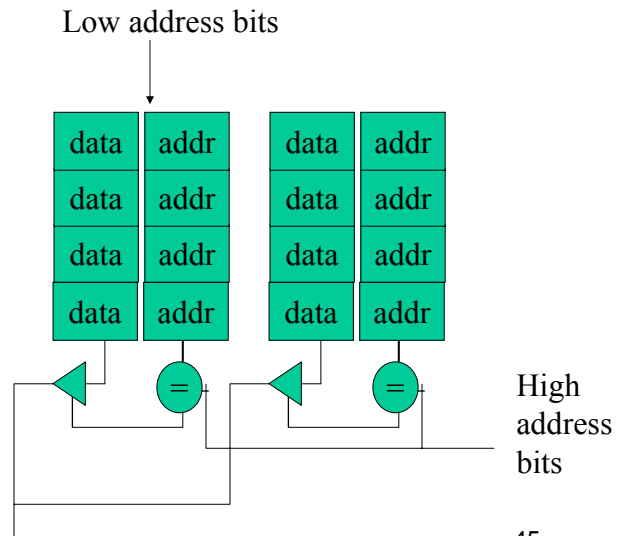 Low address bits
data addr data addr
data addr data addr
data addr data addr
data addr data addr
= =
High
address
bits